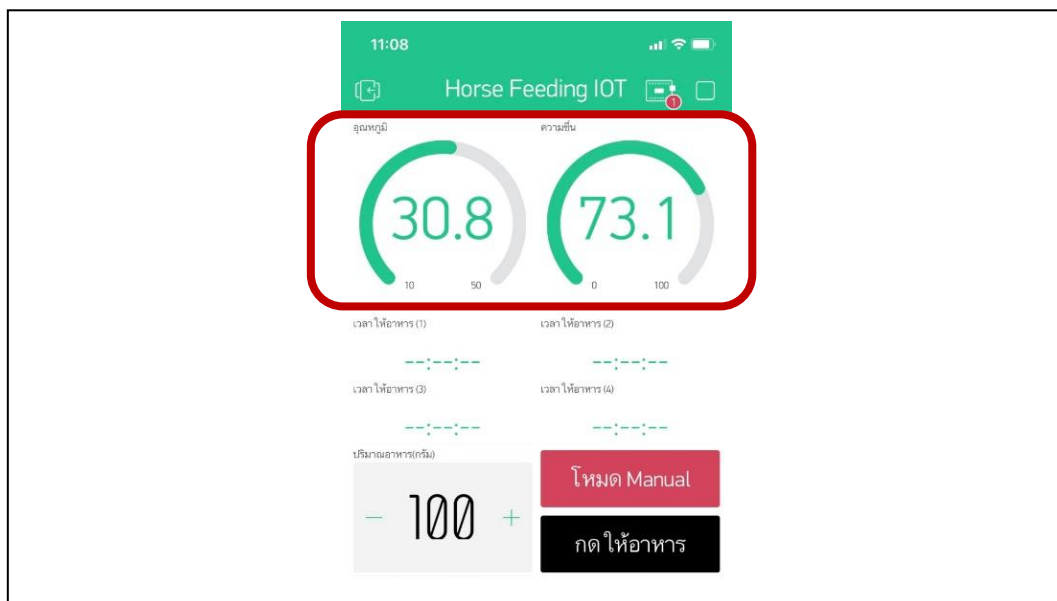 11:08
Horse Feeding IOT
1
อุณหภูมิ ความชื้น
30.8 73.1
10 50 0 100
เวลาให้อาหาร (1) เวลาให้อาหาร (2)
--:--:-- --:--:--
เวลาให้อาหาร (3) เวลาให้อาหาร (4)
--:--:-- --:--:--
ปริมาณอาหาร(กรัม)
โหมด Manual
− 100 +
กดให้อาหาร